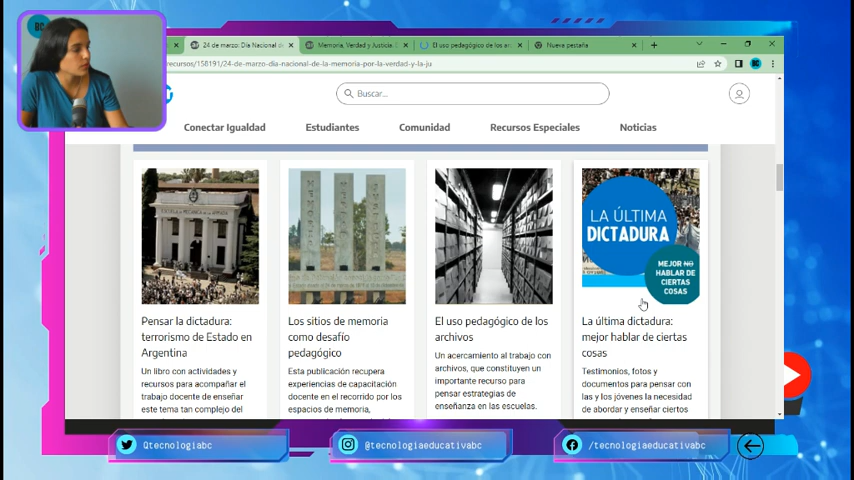 24 de marzo: Día Nacional de
Memoria, Verdad y Justicia.
El uso pedagógico de los ar
Nueva pestaña
recursos/158191/24-de-marzo-dia-nacional-de-la-memoria-por-la-verdad-y-la-ju
Buscar...
Conectar Igualdad
Estudiantes
Comunidad
Recursos Especiales
Noticias
LA ÚLTIMA
DICTADURA
MEJOR NO
HABLAR DE
CIERTAS
COSAS
Pensar la dictadura:
terrorismo de Estado en
Argentina
Un libro con actividades y
recursos para acompañar el
trabajo docente de enseñar
este tema tan complejo del
Los sitios de memoria
como desafío
pedagógico
Esta publicación recupera
experiencias de capacitación
docente en el recorrido por los
espacios de memoria,
El uso pedagógico de los
archivos
Un acercamiento al trabajo con
archivos, que constituyen un
importante recurso para
pensar estrategias de
enseñanza en las escuelas.
La última dictadura:
mejor hablar de ciertas
cosas
Testimonios, fotos y
documentos para pensar con
las y los jóvenes la necesidad
de abordar y enseñar ciertos
Qtecnologiabc
@tecnologiaeducativabc
/tecnologiaeducativabc